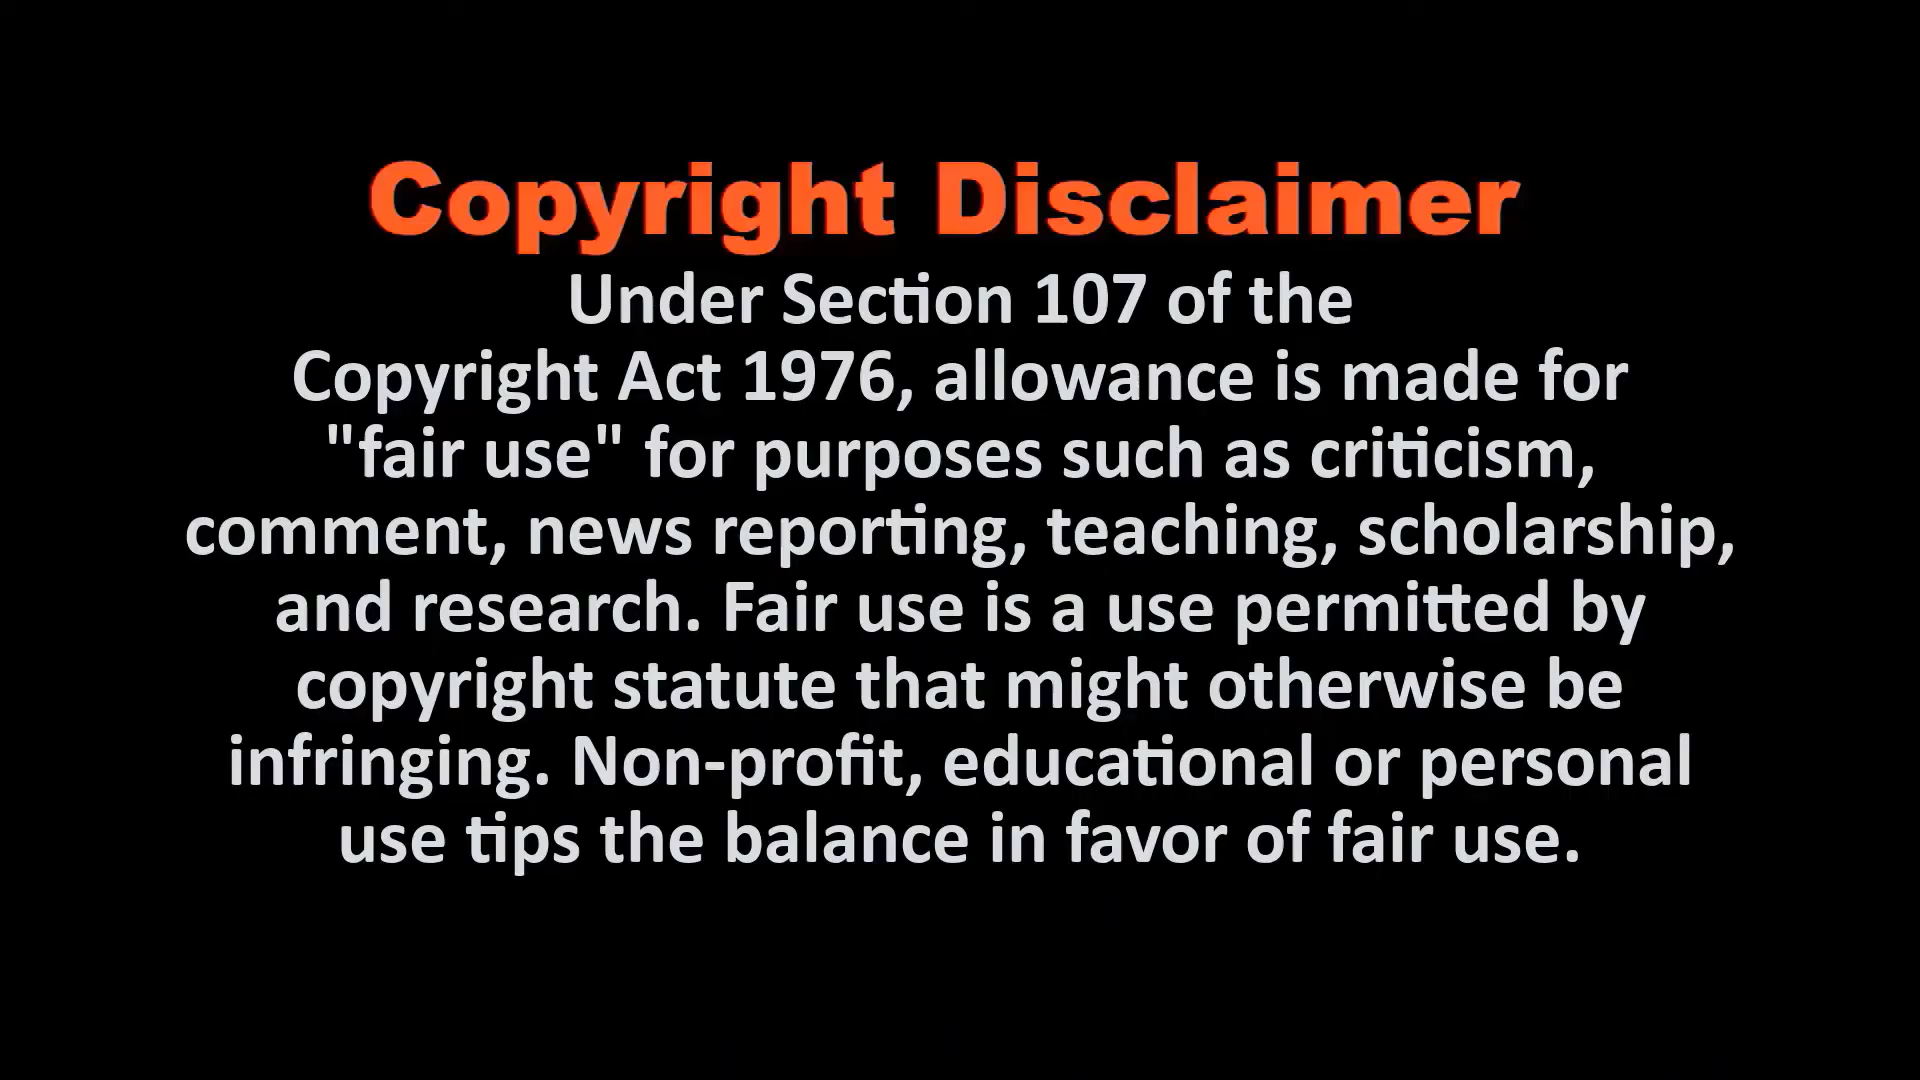 Copyright Disclaimer
Under Section 107 of the
Copyright Act 1976, allowance is made for
"fair use" for purposes such as criticism,
comment, news reporting, teaching, scholarship,
and research. Fair use is a use permitted by
copyright statute that might otherwise be
infringing. Non-profit, educational or personal
use tips the balance in favor of fair use.